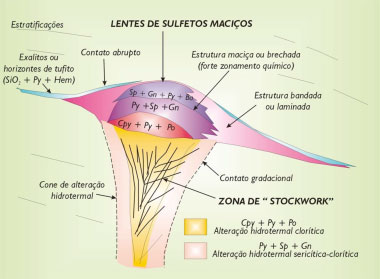 Estratificações
LENTES DE SULFETOS MACIÇOS
Exalitos ou
horizontes de tufito
(SiO₂ + Py + Hem)
Contato abrupto
Estrutura maciça ou brechada
(forte zonamento químico)
Sp + Gn + Py + Ba
Py + Sp + Gn
Cpy + Py + Po
Estrutura bandada
ou laminada
Contato gradacional
Cone de alteração
hidrotermal
ZONA DE “ STOCKWORK”
Cpy + Py + Po
Alteração hidrotermal clorítica
Py + Sp + Gn
Alteração hidrotermal sericítica-clorítica